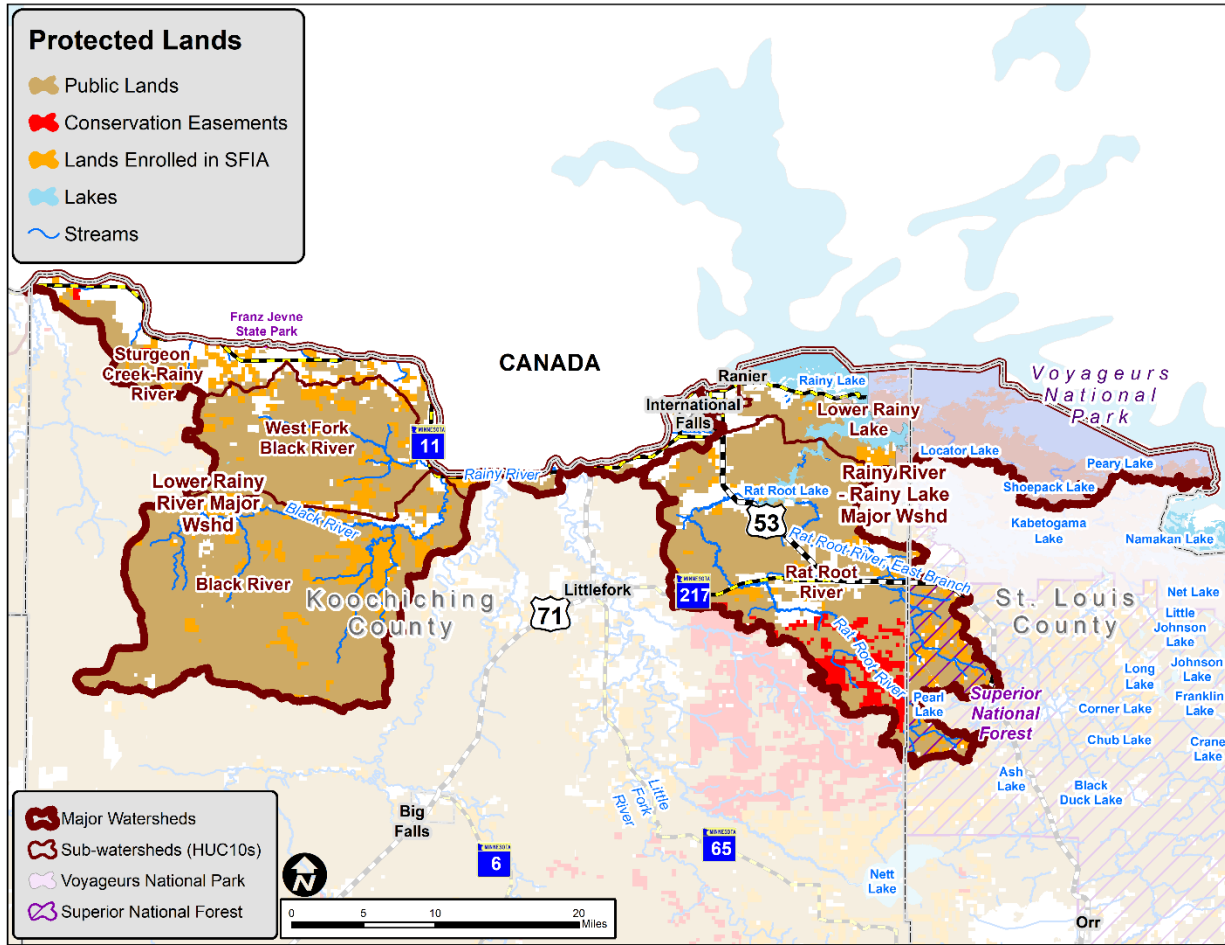 Protected Lands
Public Lands
Conservation Easements
Lands Enrolled in SFIA
Lakes
Streams
Franz Jevne
State Park
Sturgeon
Creek-Rainy
River
West Fork
Black River
MINNESOTA
11
Lower Rainy
River Major
Wshd
Black River
Black River
Koochiching
County
Rainy River
CANADA
Ranier
International
Falls
Rainy Lake
Lower Rainy
Lake
Voyageurs
National
Park
Locator Lake
Peary Lake
Rainy River
- Rainy Lake
Major Wshd
Shoepack Lake
Kabetogama
Lake
Namakan Lake
Rat Root Lake
53
Rat Root River, East Branch
Rat Root
River
Littlefork
71
MINNESOTA
217
Rat Root River
St. Louis
County
Net Lake
Little
Johnson
Lake
Long
Lake
Johnson
Lake
Franklin
Lake
Pearl
Lake
Superior
National
Forest
Corner Lake
Chub Lake
Crane
Lake
Ash
Lake
Black
Duck Lake
Little
Fork
River
Big
Falls
MINNESOTA
6
MINNESOTA
65
Nett
Lake
Orr
Major Watersheds
Sub-watersheds (HUC10s)
Voyageurs National Park
Superior National Forest
N
0 5 10 20
Miles